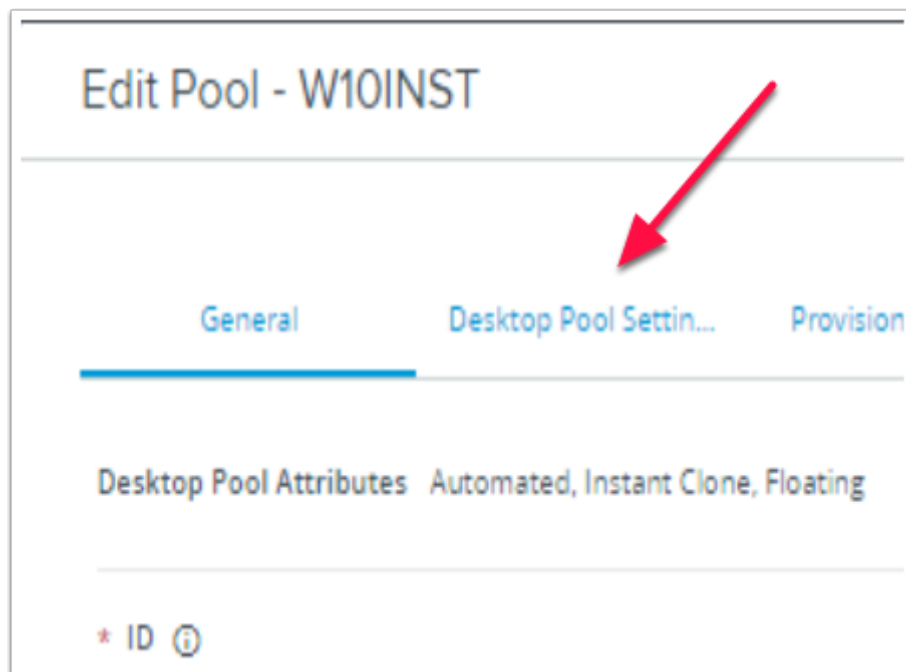 Edit Pool - W10INST
General Desktop Pool Settin... Provision
Desktop Pool Attributes Automated, Instant Clone, Floating
* ID